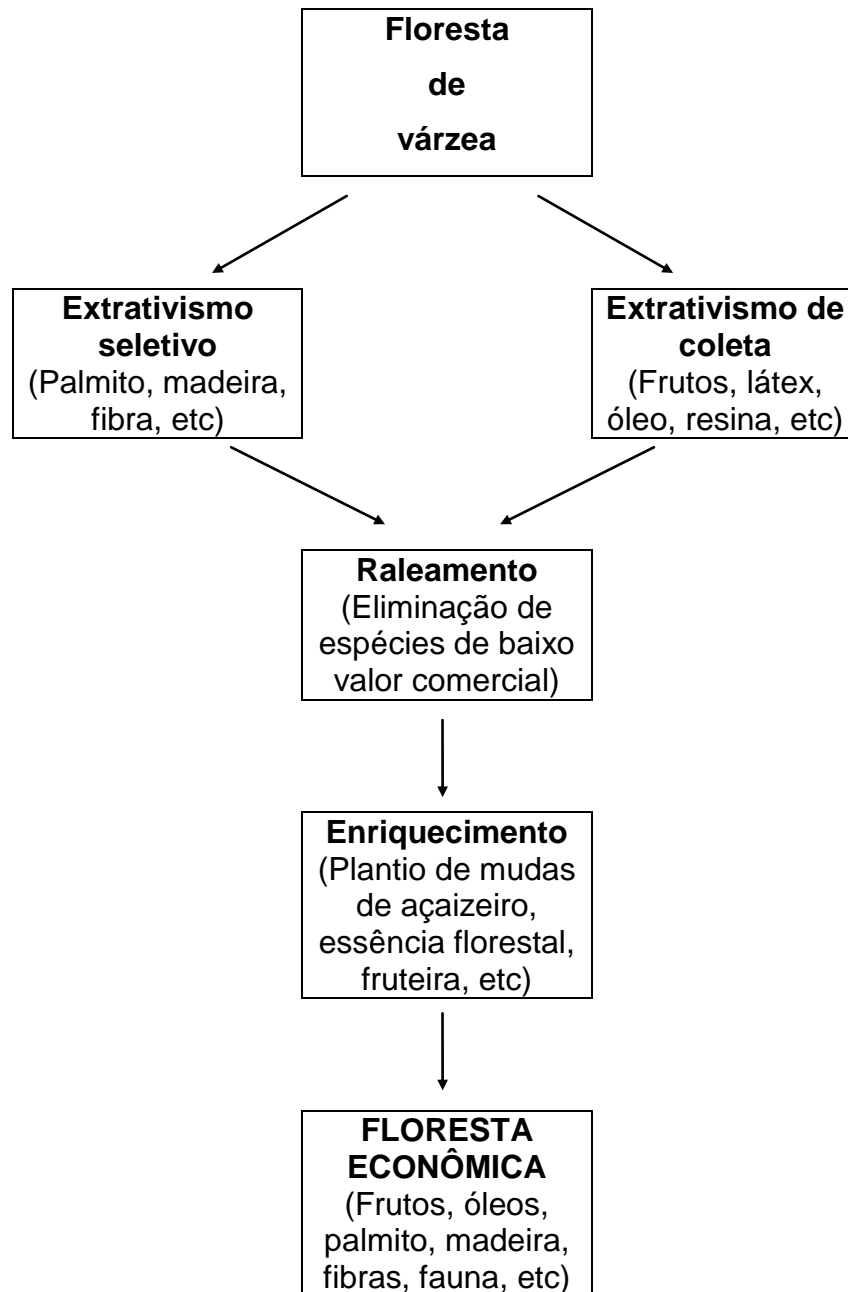 Floresta
de
várzea
Extrativismo
seletivo
(Palmito, madeira,
fibra, etc)
Extrativismo de
coleta
(Frutos, látex,
óleo, resina, etc)
Raleamento
(Eliminação de
espécies de baixo
valor comercial)
Enriquecimento
(Plantio de mudas
de açaizeiro,
essência florestal,
fruteira, etc)
FLORESTA
ECONÔMICA
(Frutos, óleos,
palmito, madeira,
fibras, fauna, etc)